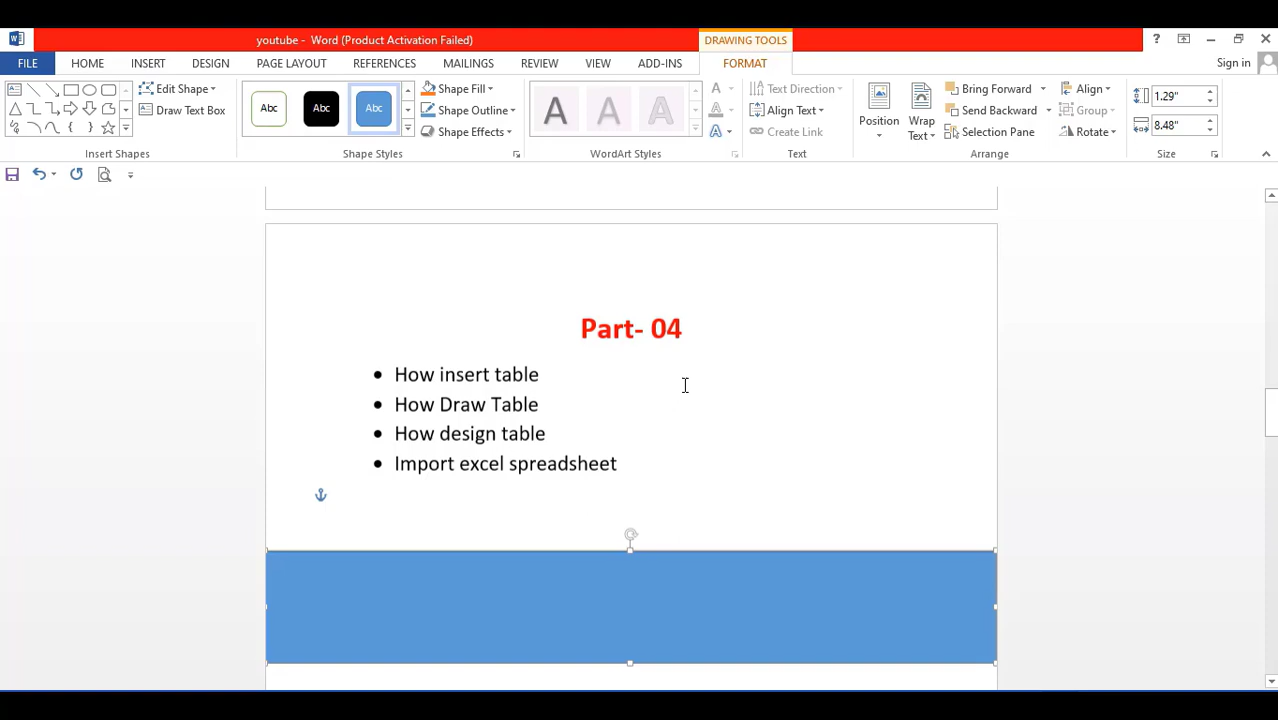 youtube - Word (Product Activation Failed)
DRAWING TOOLS
?
FILE
HOME
INSERT
DESIGN
PAGE LAYOUT
REFERENCES
MAILINGS
REVIEW
VIEW
ADD-INS
FORMAT
Sign in
Edit Shape
Draw Text Box
Insert Shapes
Abc
Abc
Abc
Shape Fill
Shape Outline
Shape Effects
Shape Styles
A
A
A
A
A
A
WordArt Styles
Text Direction
Align Text
Create Link
Text
Position
Wrap
Text
Bring Forward
Send Backward
Selection Pane
Align
Group
Rotate
Arrange
1.29"
8.48"
Size
Part- 04
• How insert table
• How Draw Table
• How design table
• Import excel spreadsheet